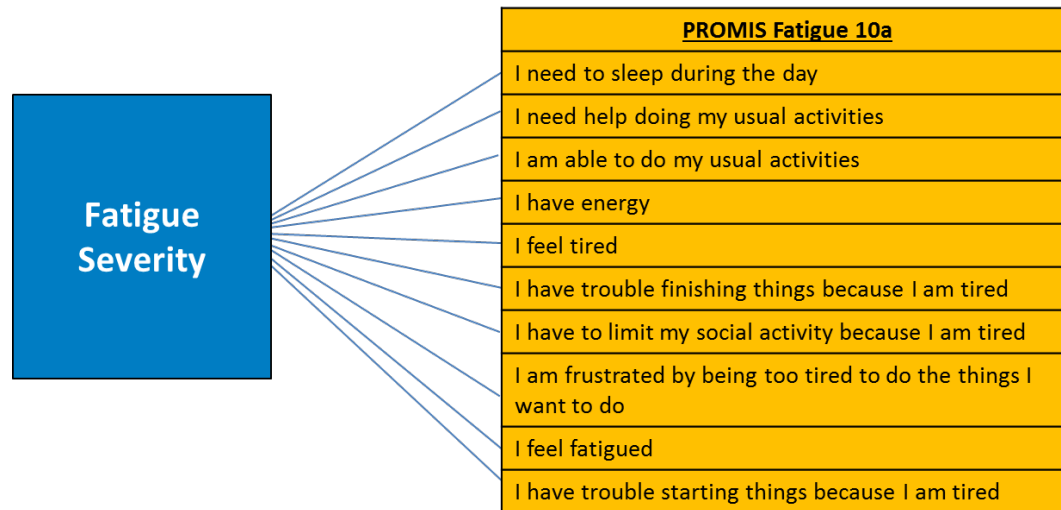 Fatigue
Severity
PROMIS Fatigue 10a
I need to sleep during the day
I need help doing my usual activities
I am able to do my usual activities
I have energy
I feel tired
I have trouble finishing things because I am tired
I have to limit my social activity because I am tired
I am frustrated by being too tired to do the things I
want to do
I feel fatigued
I have trouble starting things because I am tired